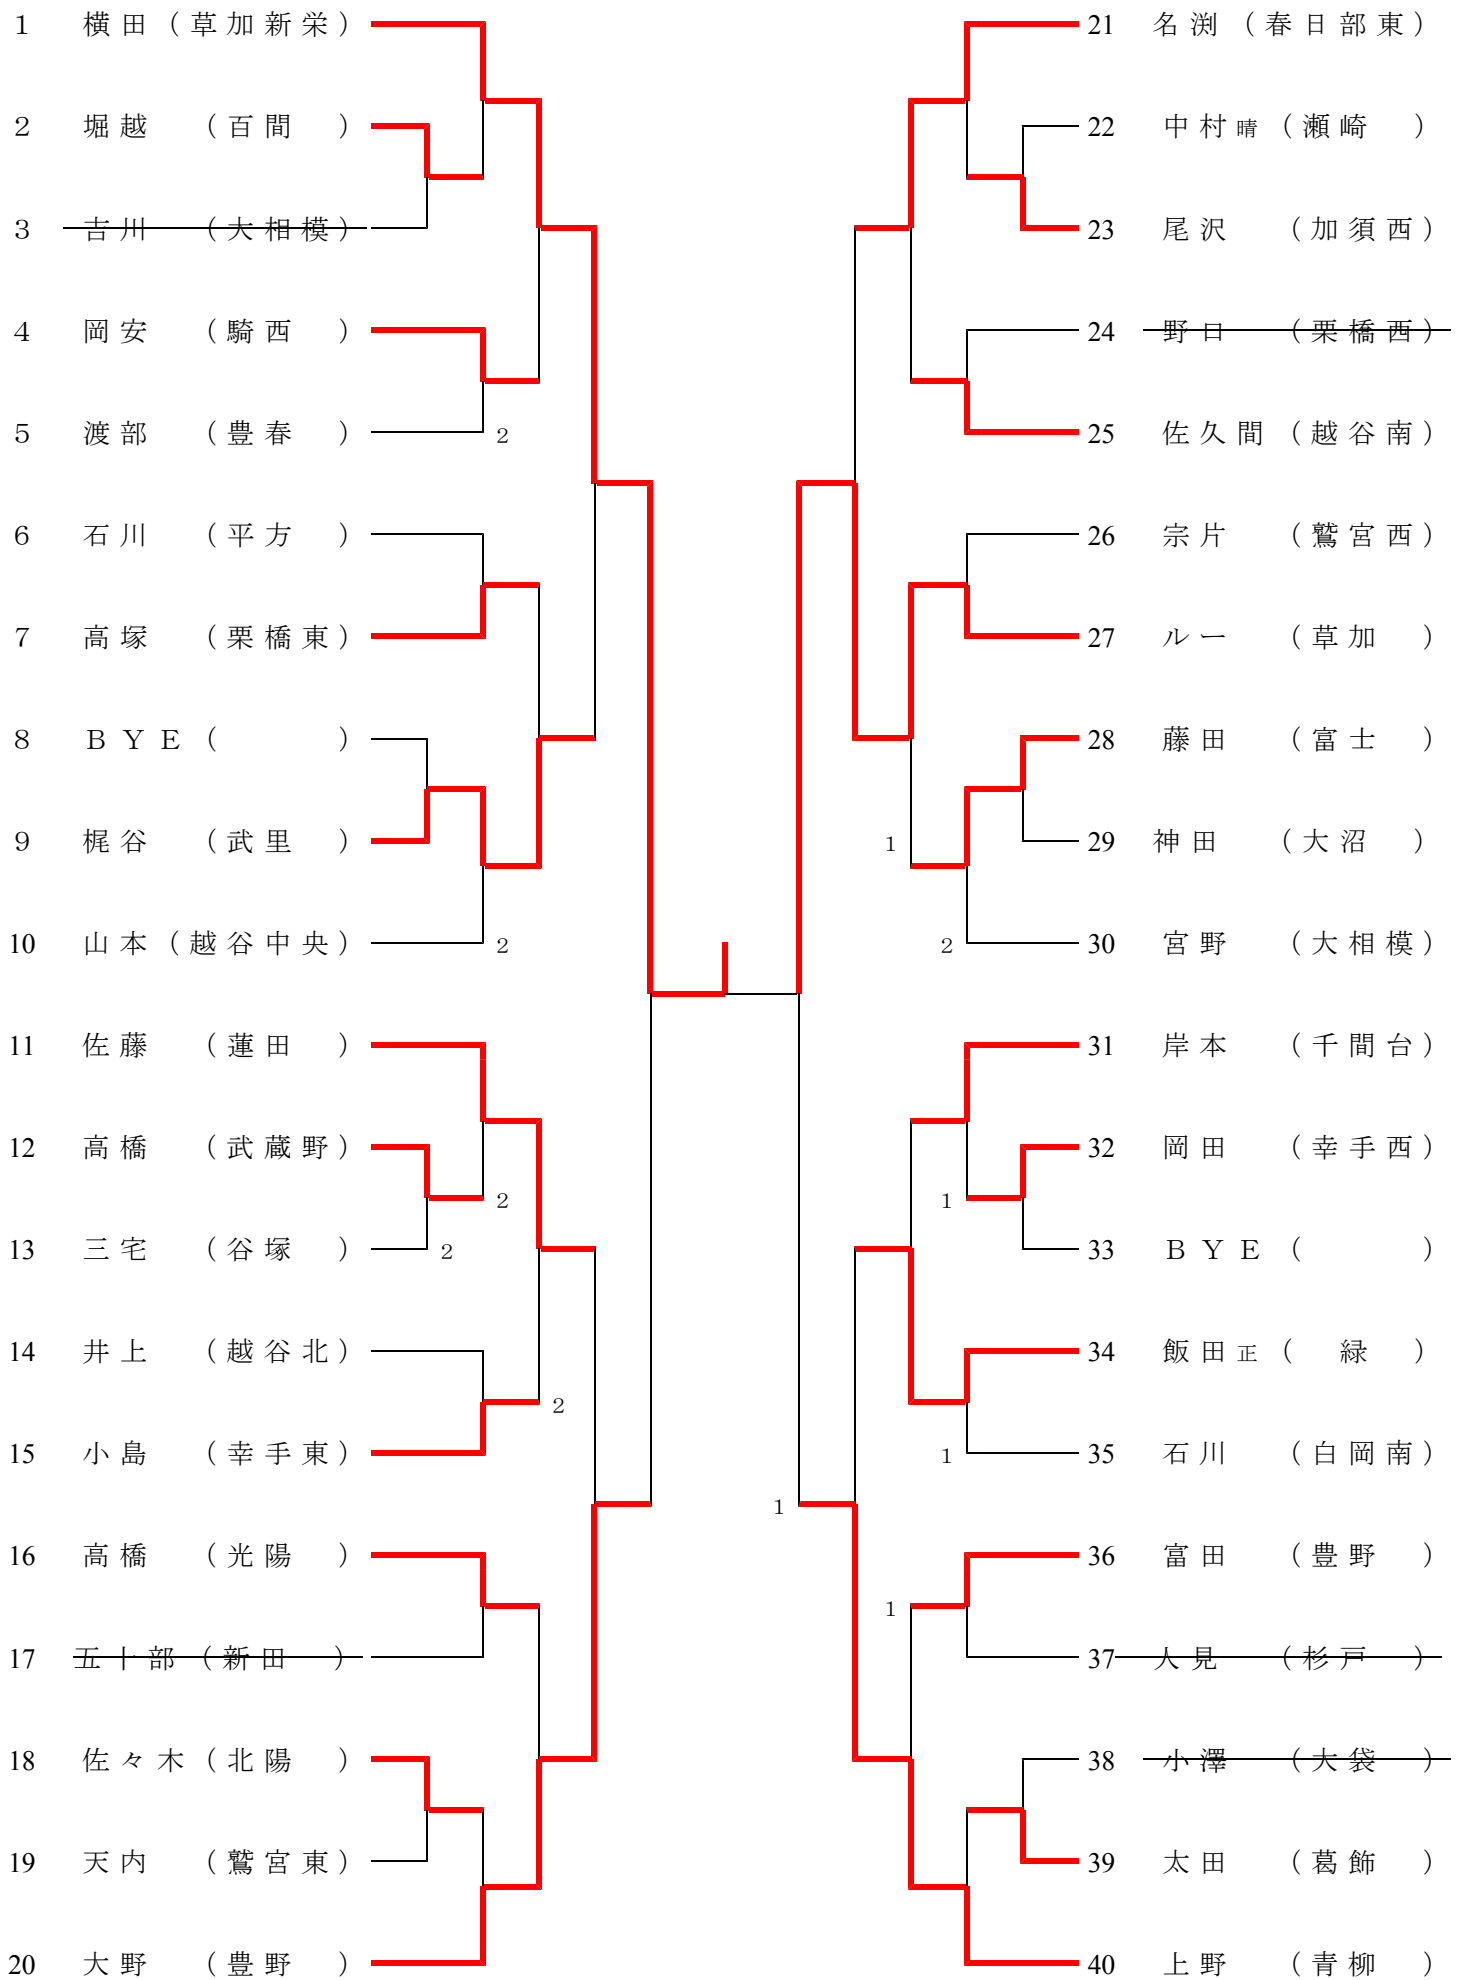 1 横田（草加新栄）
2 堀越（百間）
3 吉川（大相模）
4 岡安（騎西）
5 渡部（豊春）
2
6 石川（平方）
7 高塚（栗橋東）
8 ＢＹＥ（ ）
9 梶谷（武里）
10 山本（越谷中央）
2
11 佐藤（蓮田）
12 高橋（武蔵野）
2
13 三宅（谷塚）
2
14 井上（越谷北）
2
15 小島（幸手東）
16 高橋（光陽）
17 五十部（新田）
18 佐々木（北陽）
19 天内（鷲宮東）
20 大野（豊野）
21 名渕（春日部東）
22 中村晴（瀬崎）
23 尾沢（加須西）
24 野口（栗橋西）
25 佐久間（越谷南）
26 宗片（鷲宮西）
27 ルー（草加）
28 藤田（富士）
1
29 神田（大沼）
2
30 宮野（大相模）
31 岸本（千間台）
32 岡田（幸手西）
1
33 ＢＹＥ（ ）
34 飯田正（緑）
1
35 石川（白岡南）
1
36 富田（豊野）
1
37 人見（杉戸）
38 小澤（大袋）
39 太田（葛飾）
40 上野（青柳）